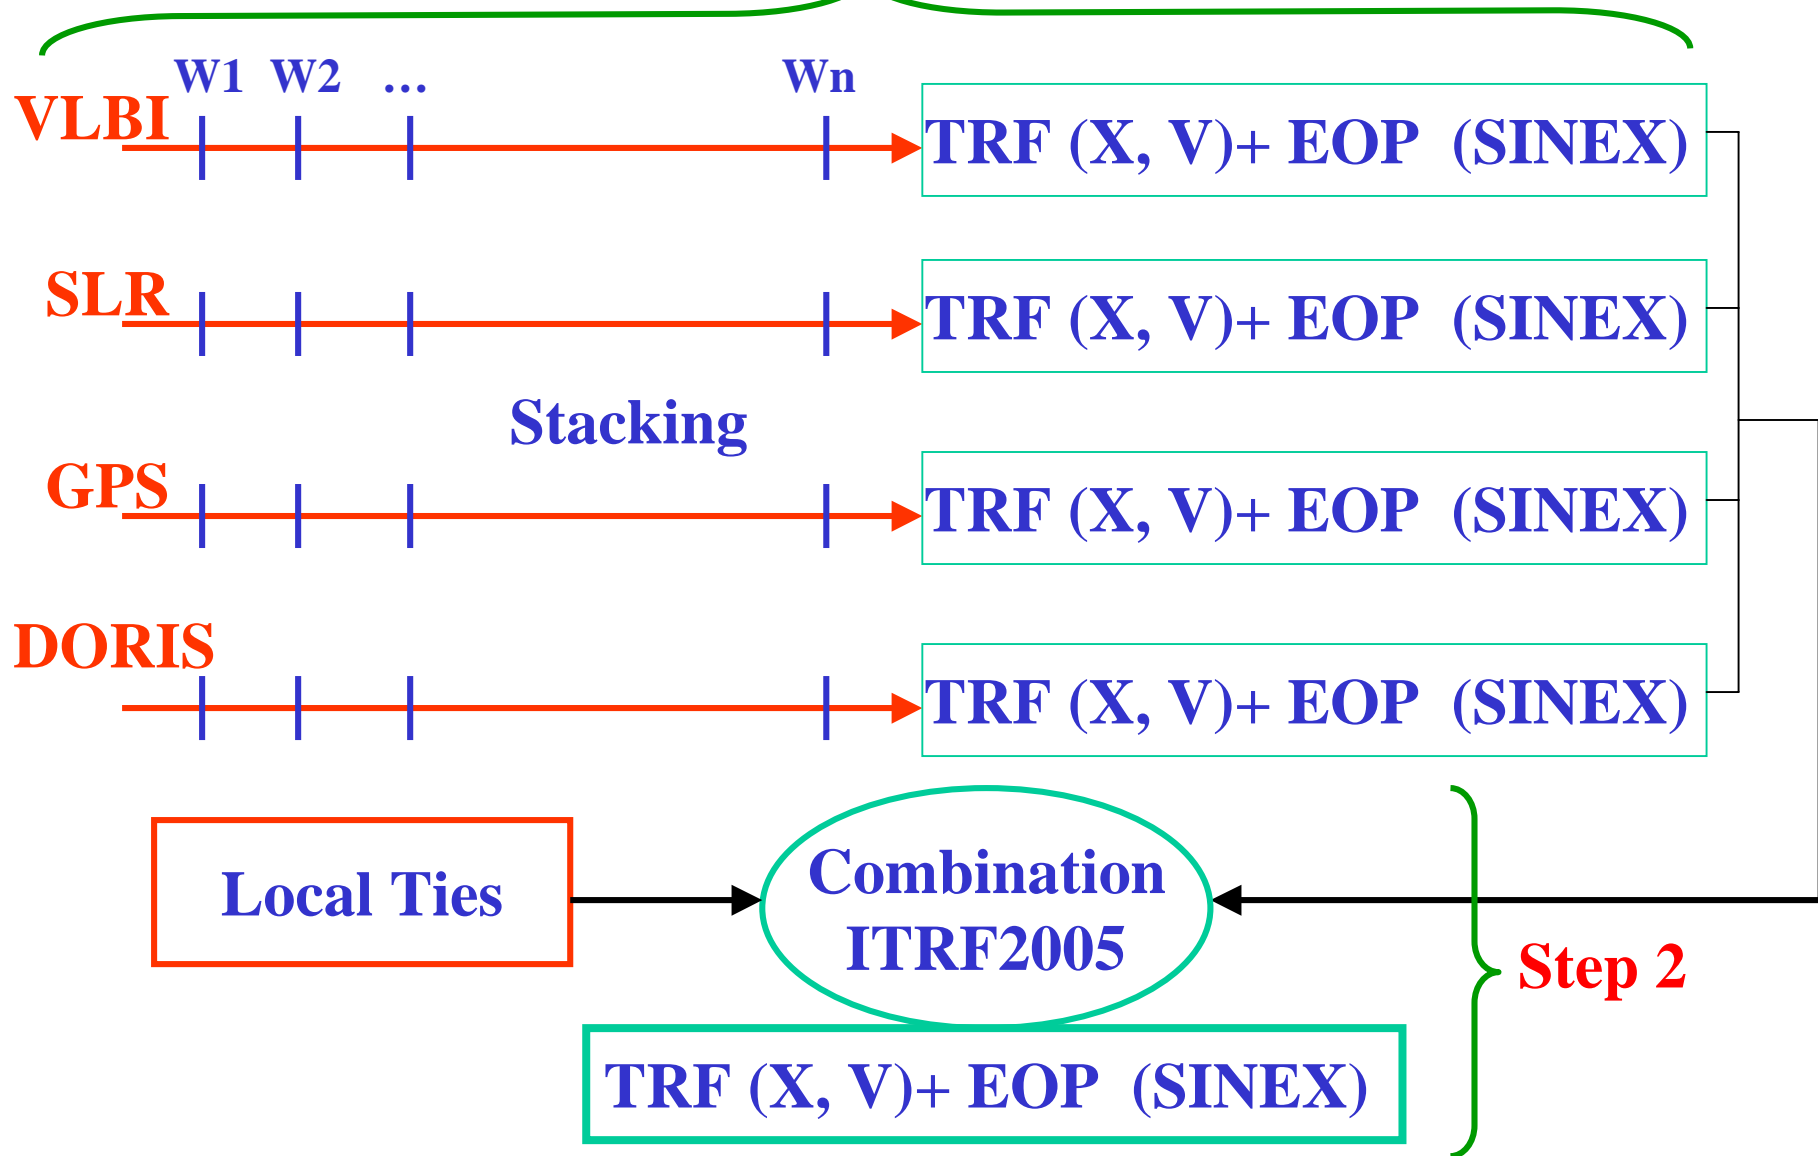 W1 W2 … Wn
VLBI
TRF (X, V)+ EOP (SINEX)
SLR
TRF (X, V)+ EOP (SINEX)
Stacking
GPS
TRF (X, V)+ EOP (SINEX)
DORIS
TRF (X, V)+ EOP (SINEX)
Local Ties
Combination
ITRF2005
Step 2
TRF (X, V)+ EOP (SINEX)